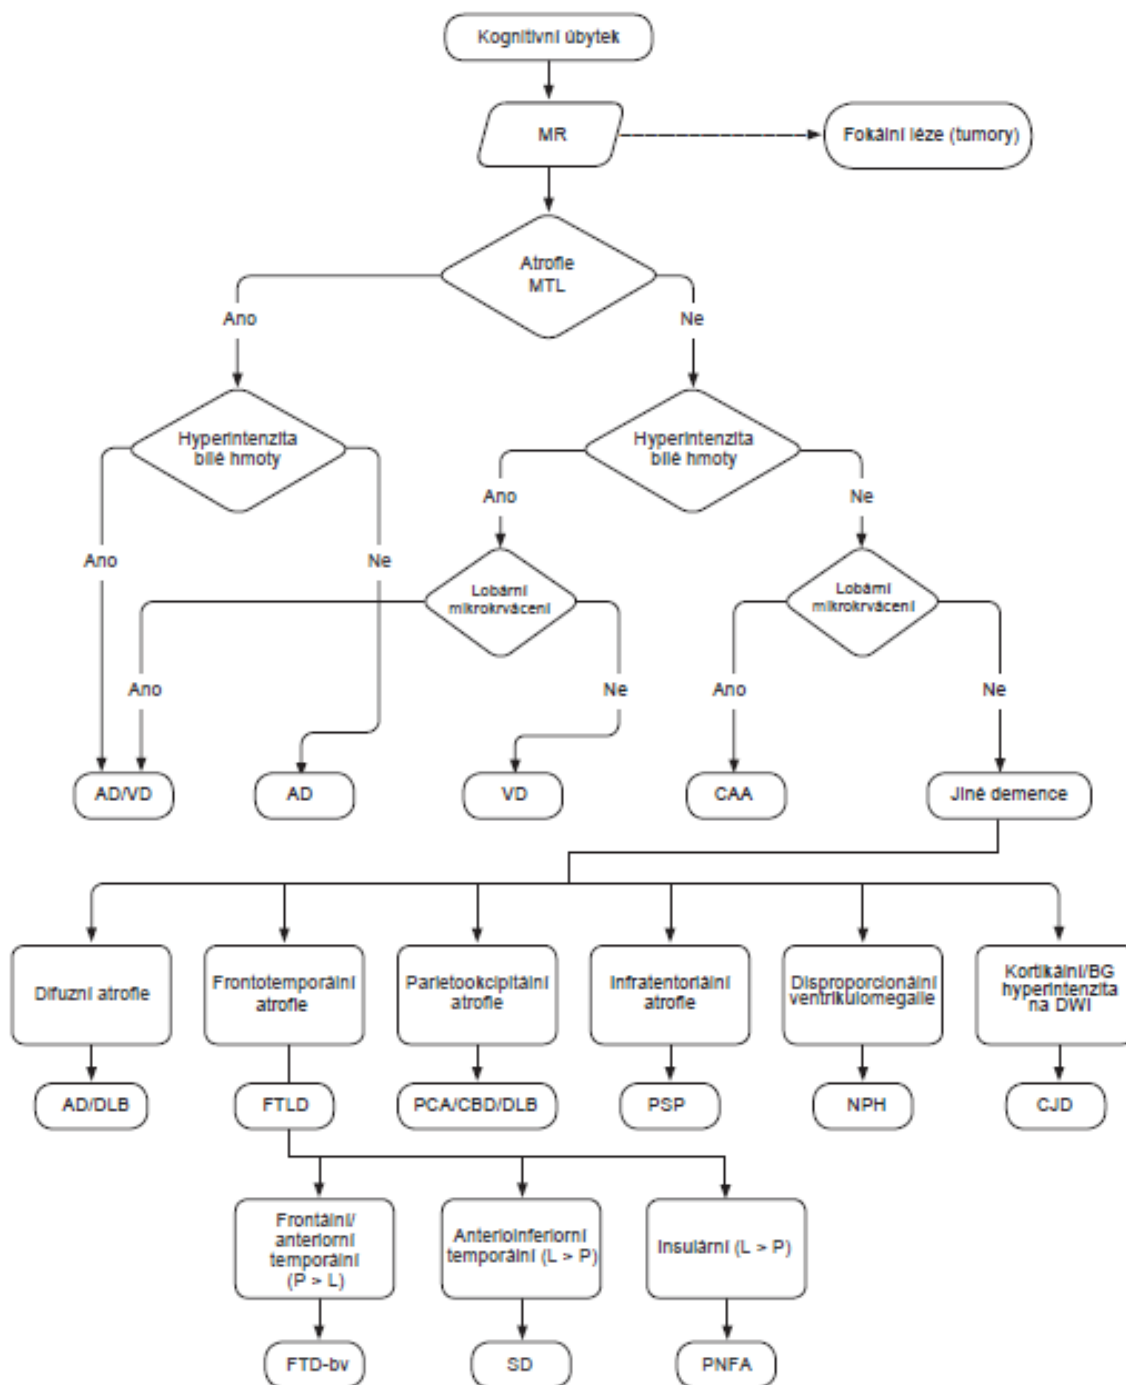 Kognitivní úbytek
MR
Fokální léze (tumory)
Atrofie
MTL
Ano
Ne
Hyperintenzita
bílé hmoty
Hyperintenzita
bílé hmoty
Ano
Ne
Ano
Ne
Lobární
mikrokrvácení
Lobární
mikrokrvácení
Ano
Ne
Ano
Ne
AD/VD
AD
VD
CAA
Jiné demence
Difuzní atrofie
Frontotemporální
atrofie
Parietookcipitální
atrofie
Infratentoriální
atrofie
Disproporcionální
ventrikulomegalie
Kortikální/BG
hyperintenzita
na DWI
AD/DLB
FTLD
PCA/CBD/DLB
PSP
NPH
CJD
Frontální/
anteriorní
temporální
(P > L)
Anterioinferiorní
temporální (L > P)
Insulární (L > P)
FTD-bv
SD
PNFA